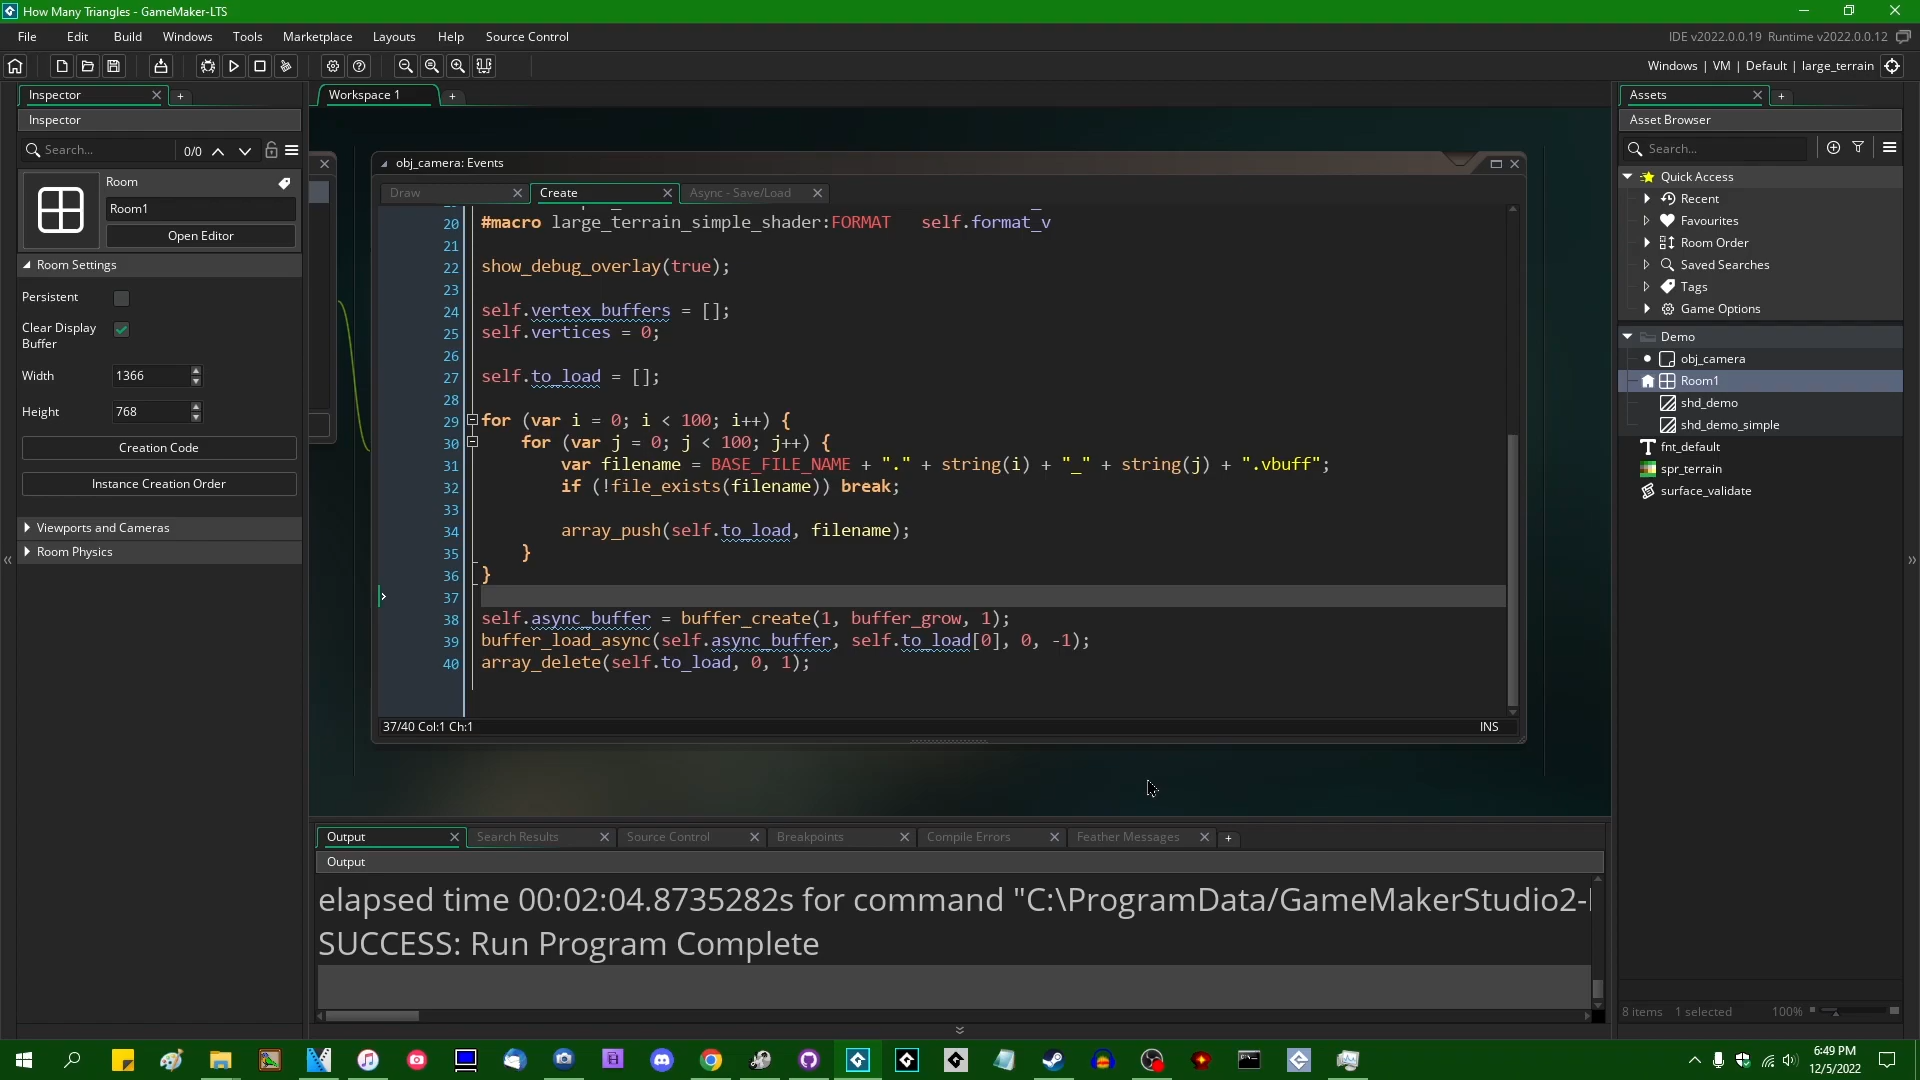 How Many Triangles - GameMaker-LTS
File Edit Build Windows Tools Marketplace Layouts Help Source Control
IDE v2022.0.0.19 Runtime v2022.0.0.12
Windows | VM | Default | large_terrain
Inspector
Inspector
Search...
0/0
Room
Room1
Open Editor
Room Settings
Persistent
Clear Display
Buffer
Width
1366
Height
768
Creation Code
Instance Creation Order
Viewports and Cameras
Room Physics
Workspace 1
obj_camera: Events
Draw
Create
Async - Save/Load
20 #macro large_terrain_simple_shader:FORMAT   self.format_v
21
22 show_debug_overlay(true);
23
24 self.vertex_buffers = [];
25 self.vertices = 0;
26
27 self.to_load = [];
28
29 for (var i = 0; i < 100; i++) {
30     for (var j = 0; j < 100; j++) {
31         var filename = BASE_FILE_NAME + "." + string(i) + "_" + string(j) + ".vbuff";
32         if (!file_exists(filename)) break;
33
34         array_push(self.to_load, filename);
35     }
36 }
37
38 self.async_buffer = buffer_create(1, buffer_grow, 1);
39 buffer_load_async(self.async_buffer, self.to_load[0], 0, -1);
40 array_delete(self.to_load, 0, 1);
37/40 Col:1 Ch:1
INS
Output
Search Results
Source Control
Breakpoints
Compile Errors
Feather Messages
Output
elapsed time 00:02:04.8735282s for command "C:\ProgramData/GameMakerStudio2-
SUCCESS: Run Program Complete
Assets
Asset Browser
Search...
Quick Access
Recent
Favourites
Room Order
Saved Searches
Tags
Game Options
Demo
obj_camera
Room1
shd_demo
shd_demo_simple
fnt_default
spr_terrain
surface_validate
8 items 1 selected 100%
6:49 PM
12/5/2022